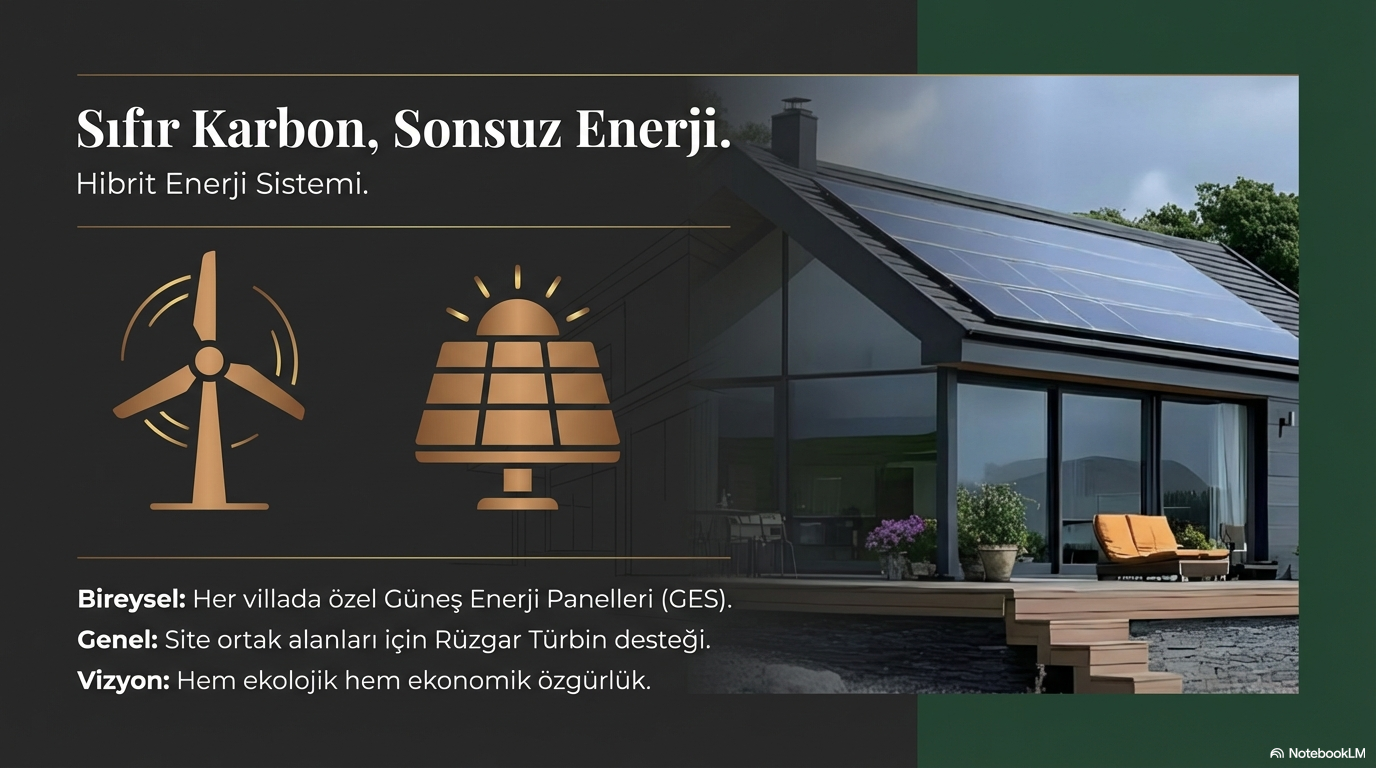 Sıfır Karbon, Sonsuz Enerji.
Hibrit Enerji Sistemi.
Bireysel: Her villada özel Güneş Enerji Panelleri (GES).
Genel: Site ortak alanları için Rüzgar Türbin desteği.
Vizyon: Hem ekolojik hem ekonomik özgürlük.
NotebookLM